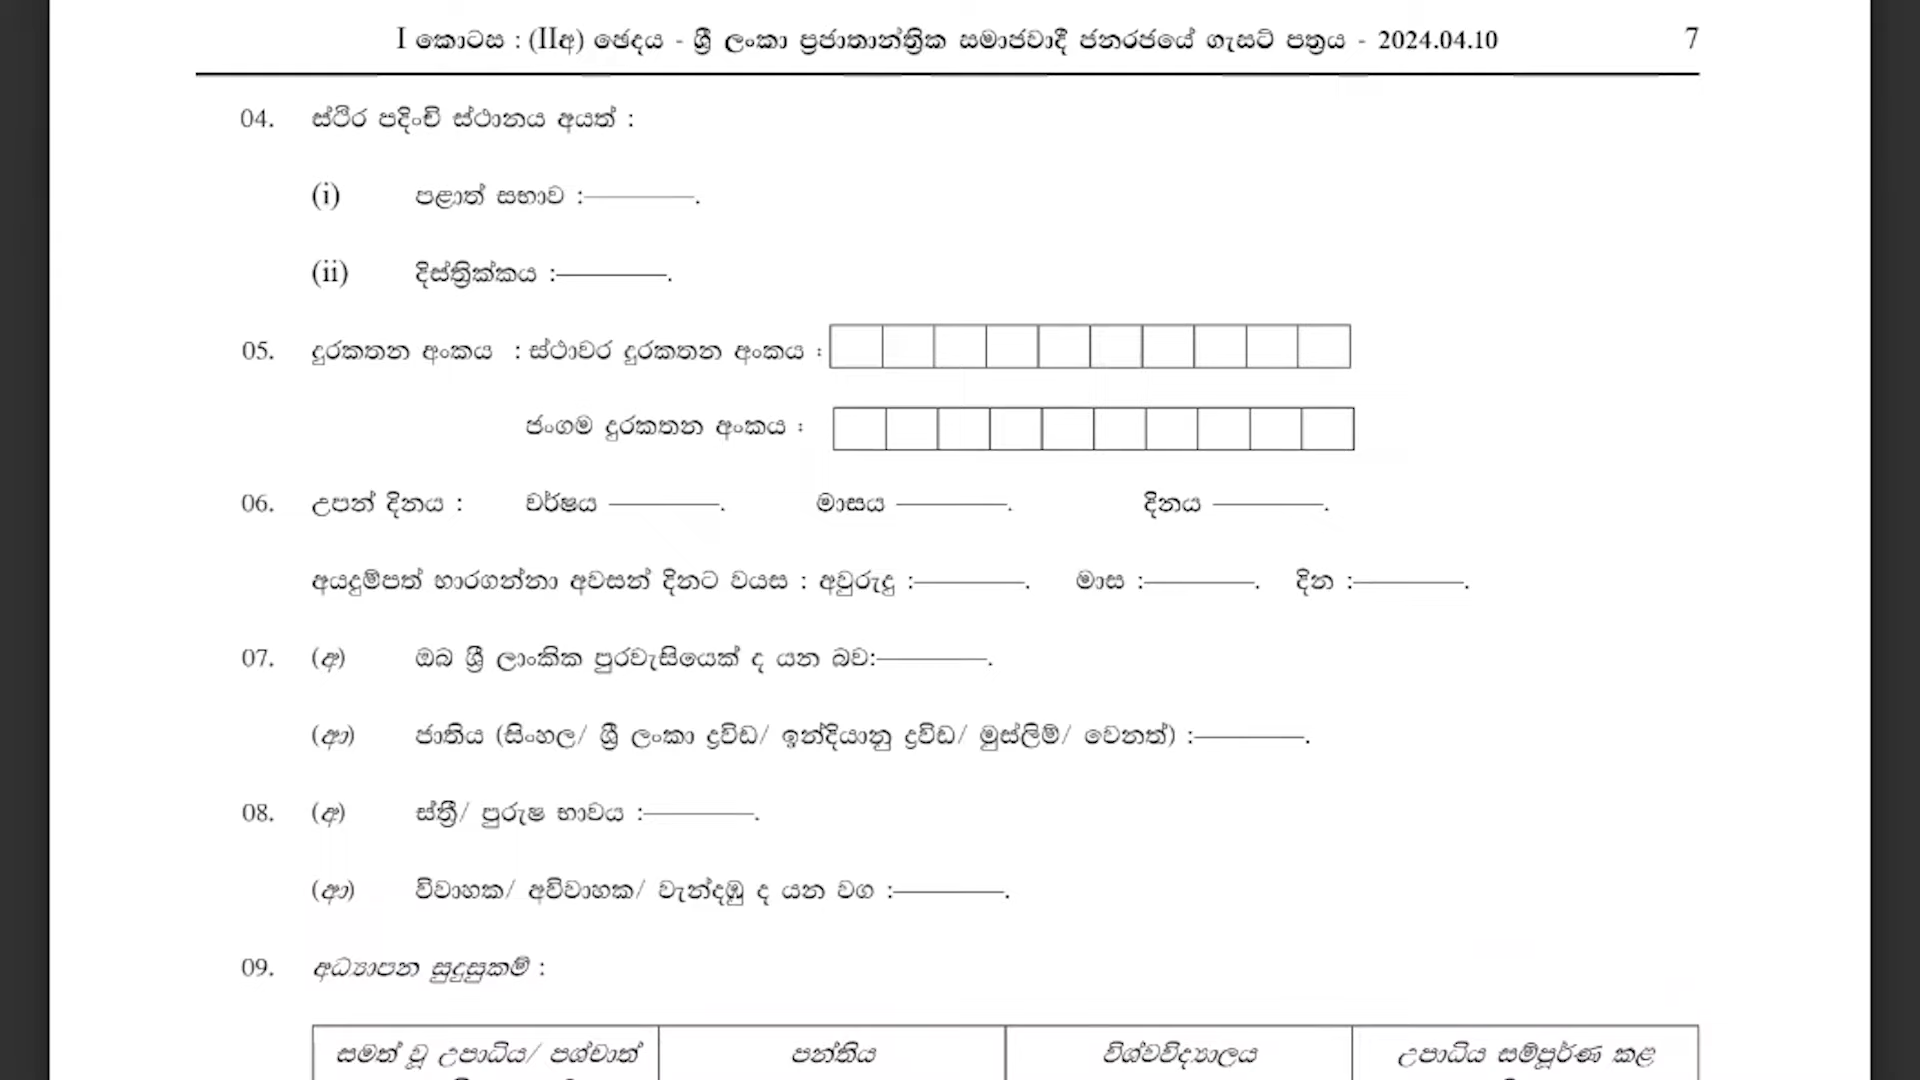 I කොටස : (IIඅ) ඡෙදය - ශ්‍රී ලංකා ප්‍රජාතාන්ත්‍රික සමාජවාදී ජනරජයේ ගැසට් පත්‍රය - 2024.04.10 7
04. ස්ථිර පදිංචි ස්ථානය අයත් :
(i) පළාත් සභාව :————.
(ii) දිස්ත්‍රික්කය :————.
05. දුරකතන අංකය : ස්ථාවර දුරකතන අංකය :
ජංගම දුරකතන අංකය :
06. උපන් දිනය : වර්ෂය ————. මාසය ————. දිනය ————.
අයදුම්පත් භාරගන්නා අවසන් දිනට වයස : අවුරුදු :————. මාස :————. දින :————.
07. (අ) ඔබ ශ්‍රී ලාංකික පුරවැසියෙක් ද යන බව:————.
(ආ) ජාතිය (සිංහල/ ශ්‍රී ලංකා ද්‍රවිඩ/ ඉන්දියානු ද්‍රවිඩ/ මුස්ලිම්/ වෙනත්) :————.
08. (අ) ස්ත්‍රී/ පුරුෂ භාවය :————.
(ආ) විවාහක/ අවිවාහක/ වැන්දඹු ද යන වග :————.
09. අධ්‍යාපන සුදුසුකම් :
සමත් වූ උපාධිය/ පශ්චාත් පන්තිය විශ්වවිද්‍යාලය උපාධිය සම්පූර්ණ කළ